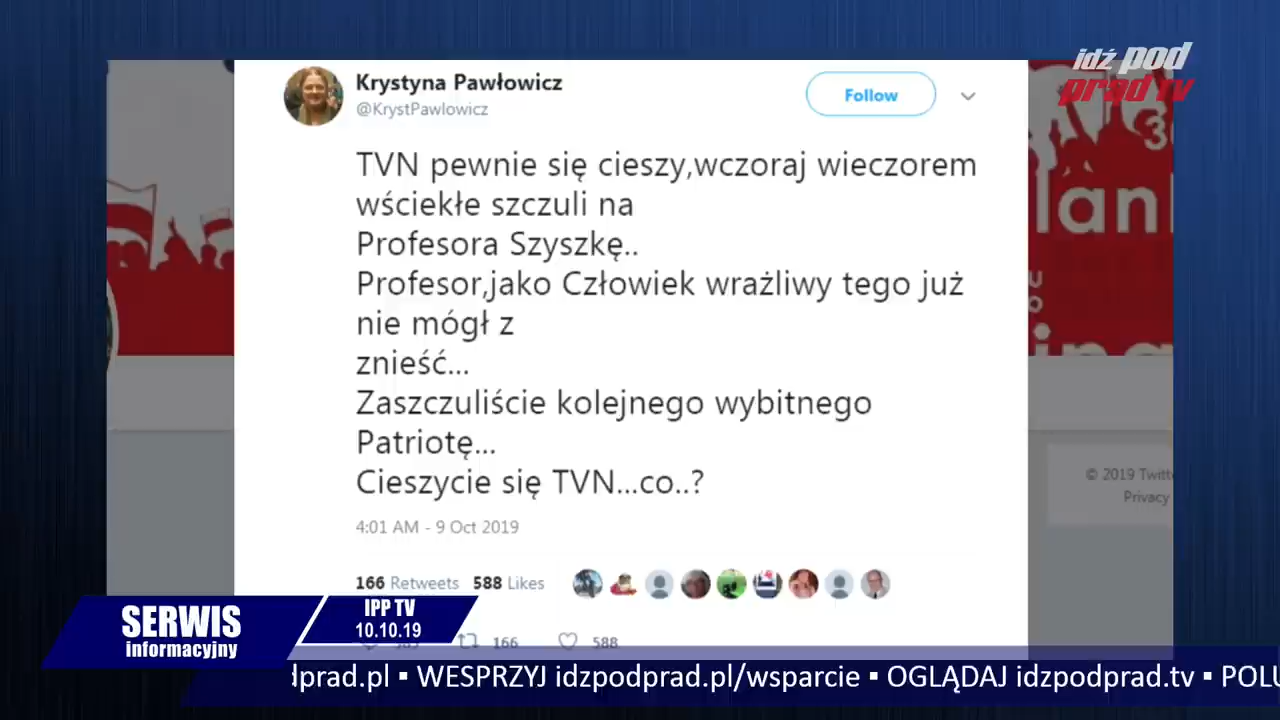 idź pod
prad tv
Krystyna Pawłowicz
@KrystPawlowicz
Follow
TVN pewnie się cieszy,wczoraj wieczorem
wściekłe szczuli na
Profesora Szyszkę..
Profesor,jako Człowiek wrażliwy tego już
nie mógł z
znieść...
Zaszczuliście kolejnego wybitnego
Patriotę...
Cieszycie się TVN...co..?
4:01 AM - 9 Oct 2019
166 Retweets 588 Likes
166 588
© 2019 Twitt
Privacy
SERWIS
informacyjny
IPP TV
10.10.19
dprad.pl ▪ WESPRZYJ idzpodprad.pl/wsparcie ▪ OGLĄDAJ idzpodprad.tv ▪ POLU